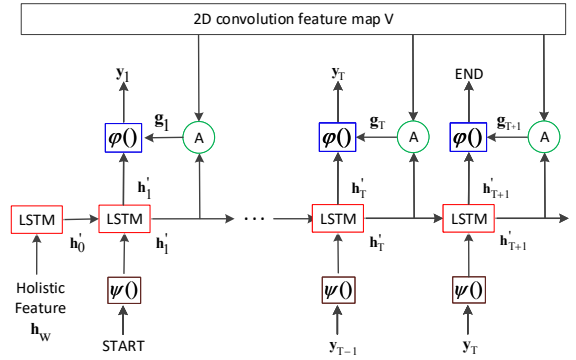 2D convolution feature map V
y1 yT END
g1 gT gT+1
φ() A φ() A φ() A
h'1 h'T h'T+1
LSTM LSTM ... LSTM LSTM
h'0 h'1 h'T h'T+1
Holistic Feature hW
ψ() ψ() ψ()
START yT−1 yT